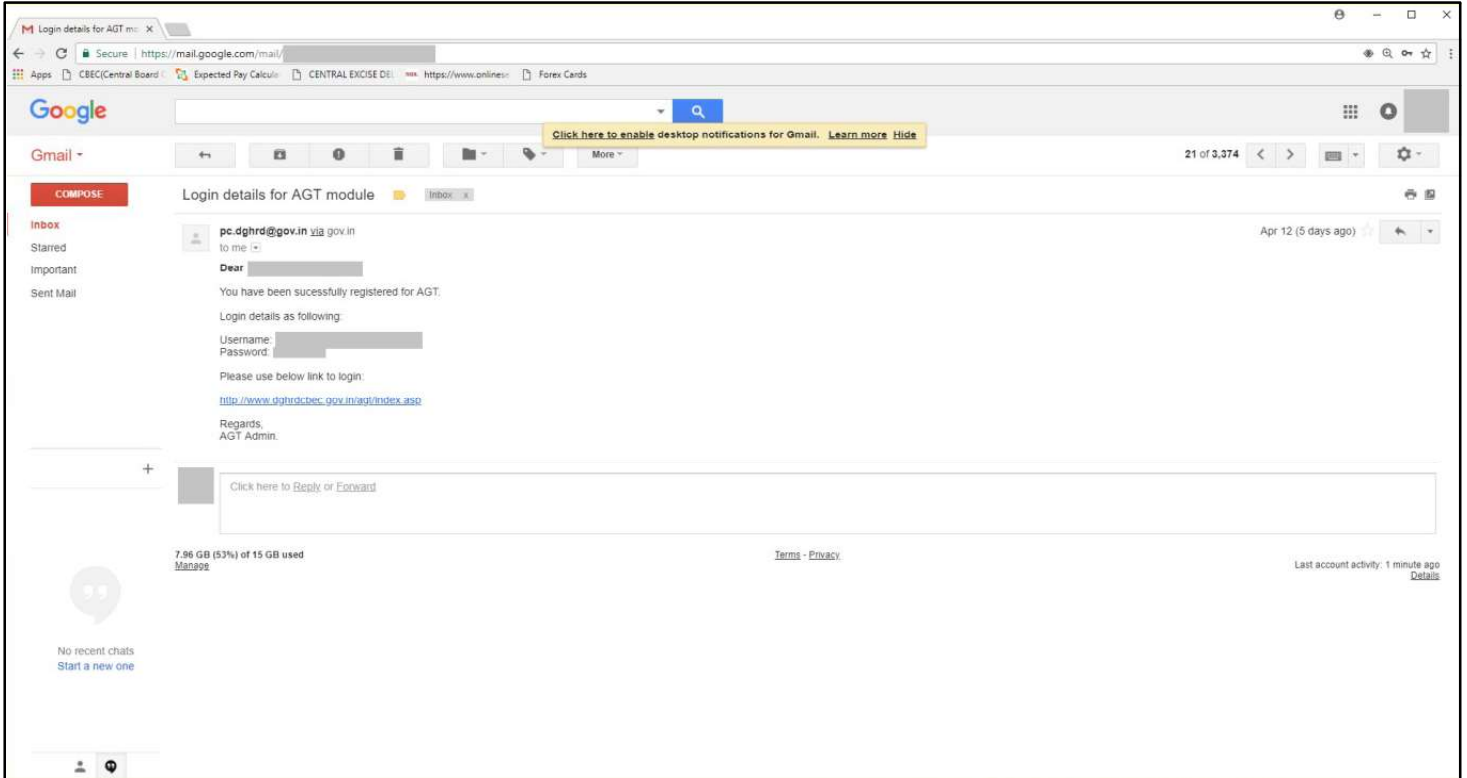 Login details for AGT mo
Secure | https://mail.google.com/mail/
Apps CBEC(Central Board Expected Pay Calcula CENTRAL EXCISE DEL https://www.onlinese Forex Cards
Google
Click here to enable desktop notifications for Gmail. Learn more Hide
Gmail More 21 of 3,374
COMPOSE
Login details for AGT module Inbox x
Inbox
Starred
Important
Sent Mail
pc.dghrd@gov.in via gov.in Apr 12 (5 days ago)
to me
Dear
You have been sucessfully registered for AGT.
Login details as following:
Username:
Password:
Please use below link to login:
http://www.dghrdcbec.gov.in/agt/index.asp
Regards,
AGT Admin.
Click here to Reply or Forward
7.96 GB (53%) of 15 GB used
Manage
Terms - Privacy
Last account activity: 1 minute ago
Details
No recent chats
Start a new one